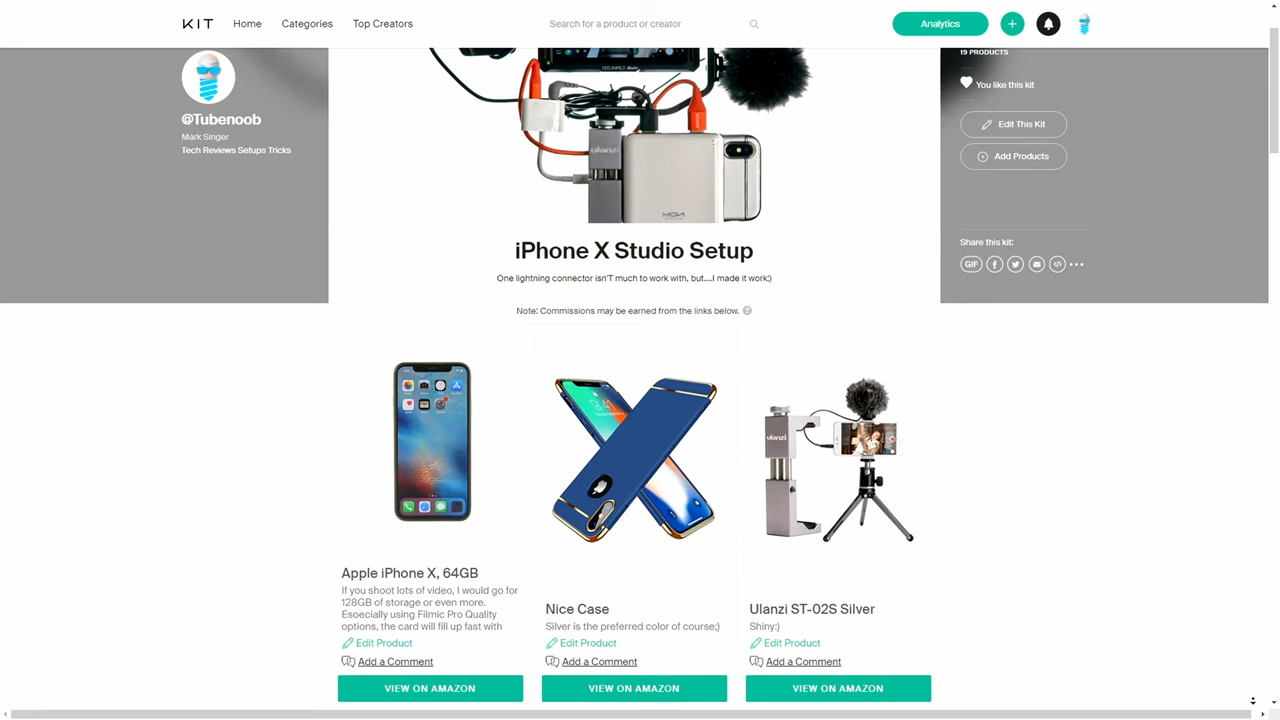 KIT
Home
Categories
Top Creators
Search for a product or creator
Analytics
@Tubenoob
Mark Singer
Tech Reviews Setups Tricks
ulanzi
19 PRODUCTS
You like this kit
Edit This Kit
Add Products
Share this kit:
GIF
iPhone X Studio Setup
One lightning connector isn'T much to work with, but....I made it work:)
Note: Commissions may be earned from the links below. ?
ulanzi
Apple iPhone X, 64GB
If you shoot lots of video, I would go for
128GB of storage or even more.
Esoecially using Filmic Pro Quality
options, the card will fill up fast with
Edit Product
Add a Comment
VIEW ON AMAZON
Nice Case
Silver is the preferred color of course;)
Edit Product
Add a Comment
VIEW ON AMAZON
Ulanzi ST-02S Silver
Shiny:)
Edit Product
Add a Comment
VIEW ON AMAZON